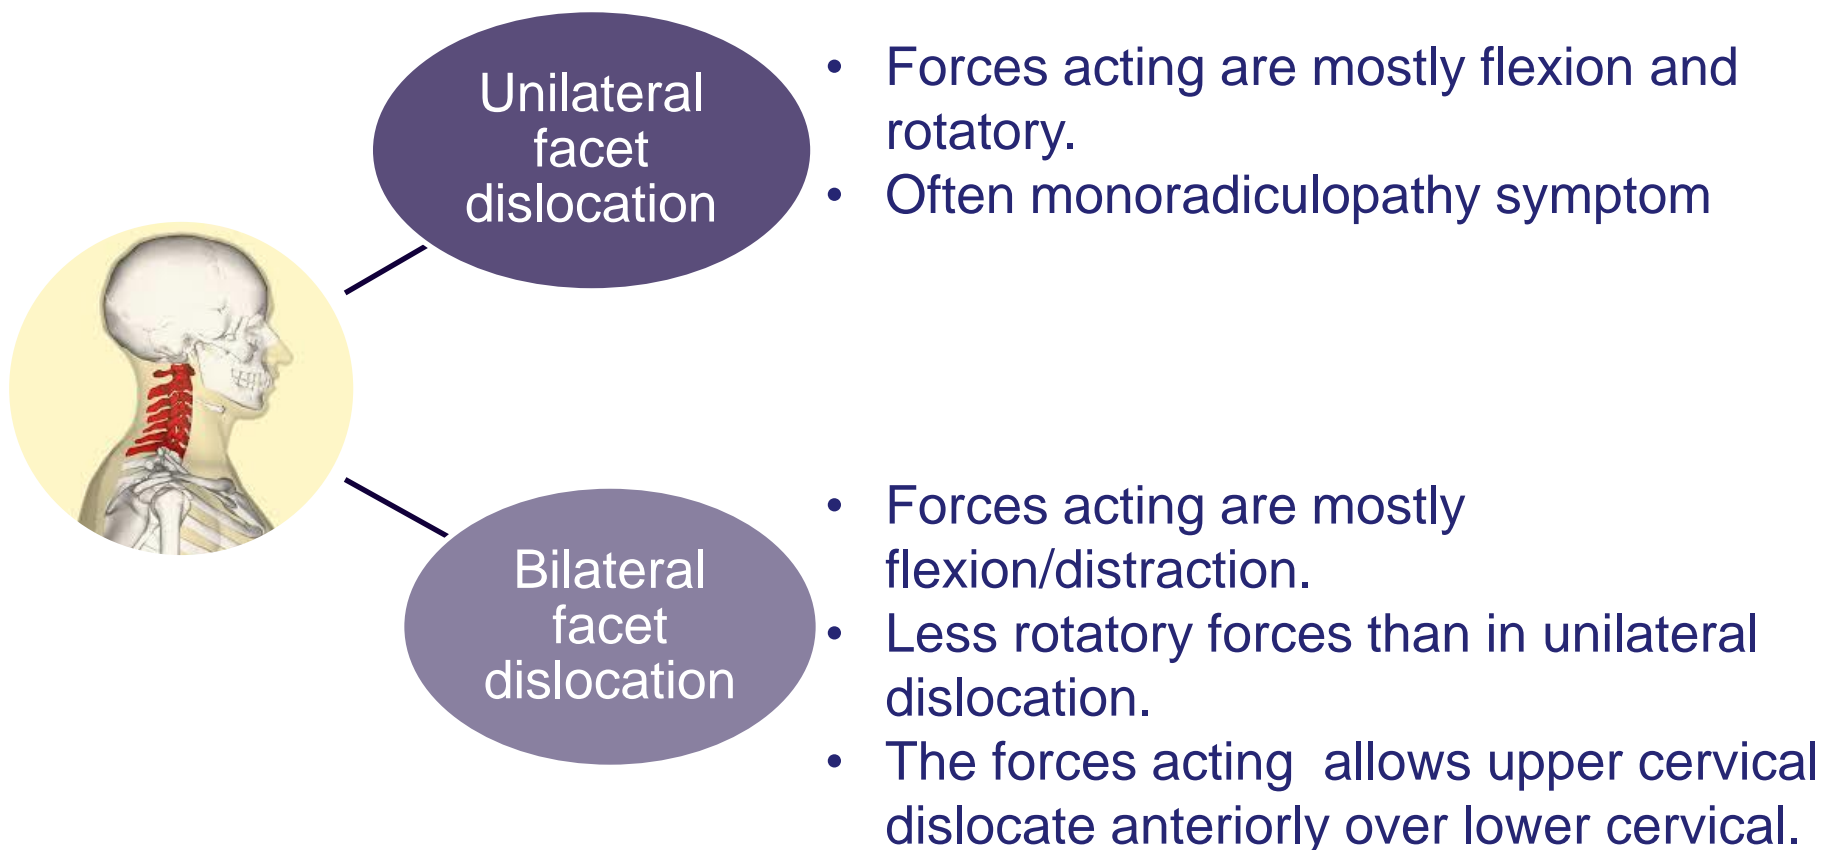 Unilateral
facet
dislocation
• Forces acting are mostly flexion and
rotatory.
• Often monoradiculopathy symptom
Bilateral
facet
dislocation
• Forces acting are mostly
flexion/distraction.
• Less rotatory forces than in unilateral
dislocation.
• The forces acting  allows upper cervical
dislocate anteriorly over lower cervical.